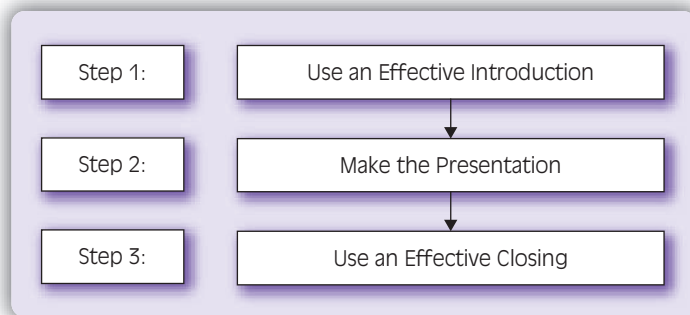 Step 1:
Use an Effective Introduction
Step 2:
Make the Presentation
Step 3:
Use an Effective Closing